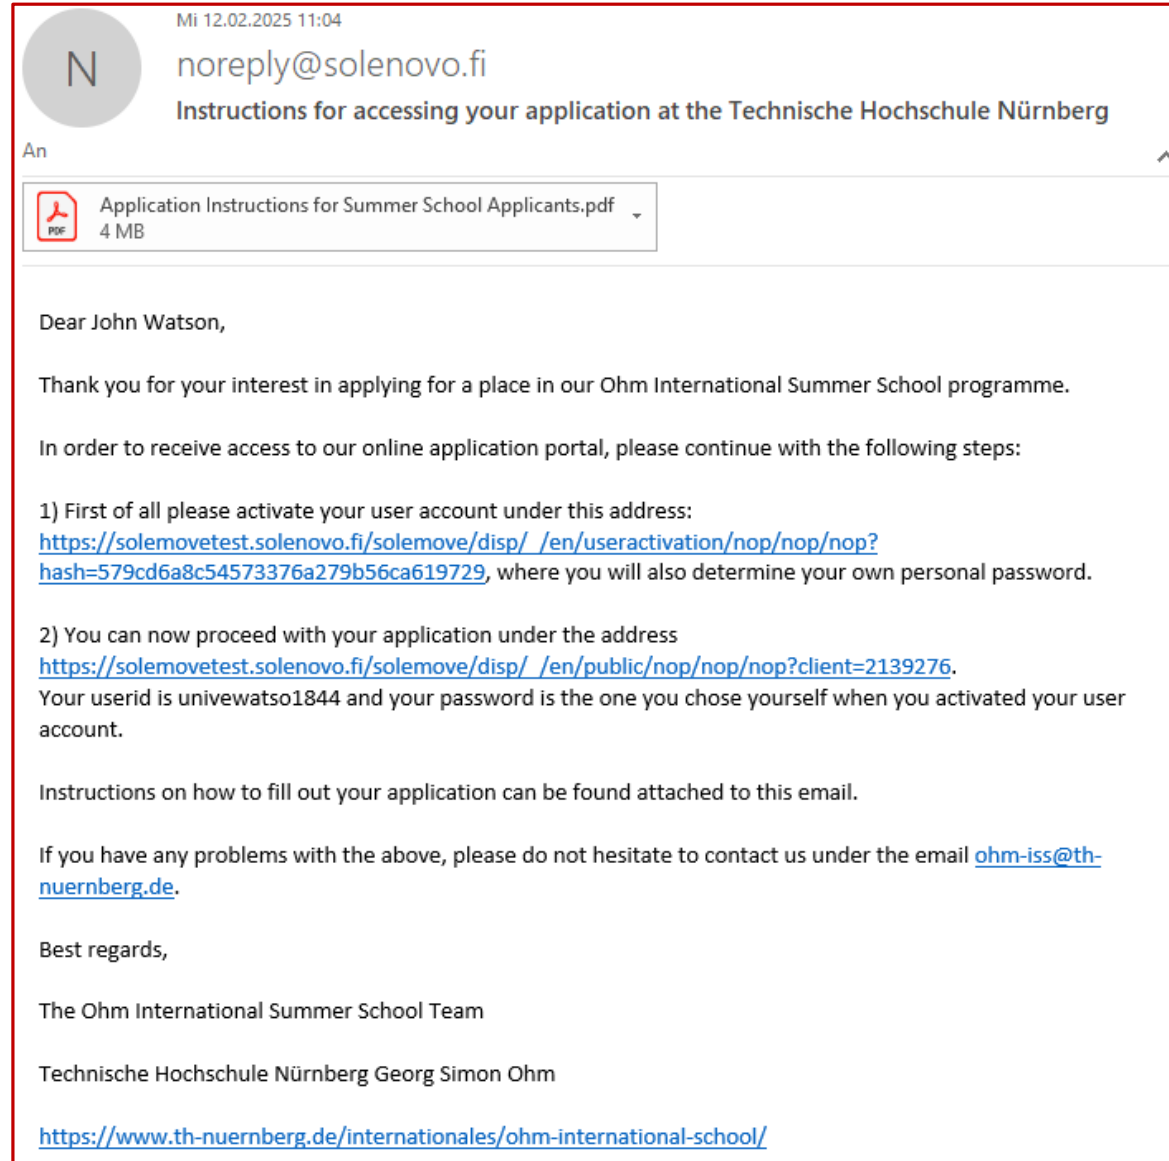 Mi 12.02.2025 11:04
N
noreply@solenovo.fi
Instructions for accessing your application at the Technische Hochschule Nürnberg
An
PDF
Application Instructions for Summer School Applicants.pdf
4 MB
Dear John Watson,
Thank you for your interest in applying for a place in our Ohm International Summer School programme.
In order to receive access to our online application portal, please continue with the following steps:
1) First of all please activate your user account under this address:
https://solemovetest.solenovo.fi/solemove/disp/_/en/useractivation/nop/nop/nop?
hash=579cd6a8c54573376a279b56ca619729, where you will also determine your own personal password.
2) You can now proceed with your application under the address
https://solemovetest.solenovo.fi/solemove/disp/_/en/public/nop/nop/nop?client=2139276.
Your userid is univewatso1844 and your password is the one you chose yourself when you activated your user
account.
Instructions on how to fill out your application can be found attached to this email.
If you have any problems with the above, please do not hesitate to contact us under the email ohm-iss@th-
nuernberg.de.
Best regards,
The Ohm International Summer School Team
Technische Hochschule Nürnberg Georg Simon Ohm
https://www.th-nuernberg.de/internationales/ohm-international-school/